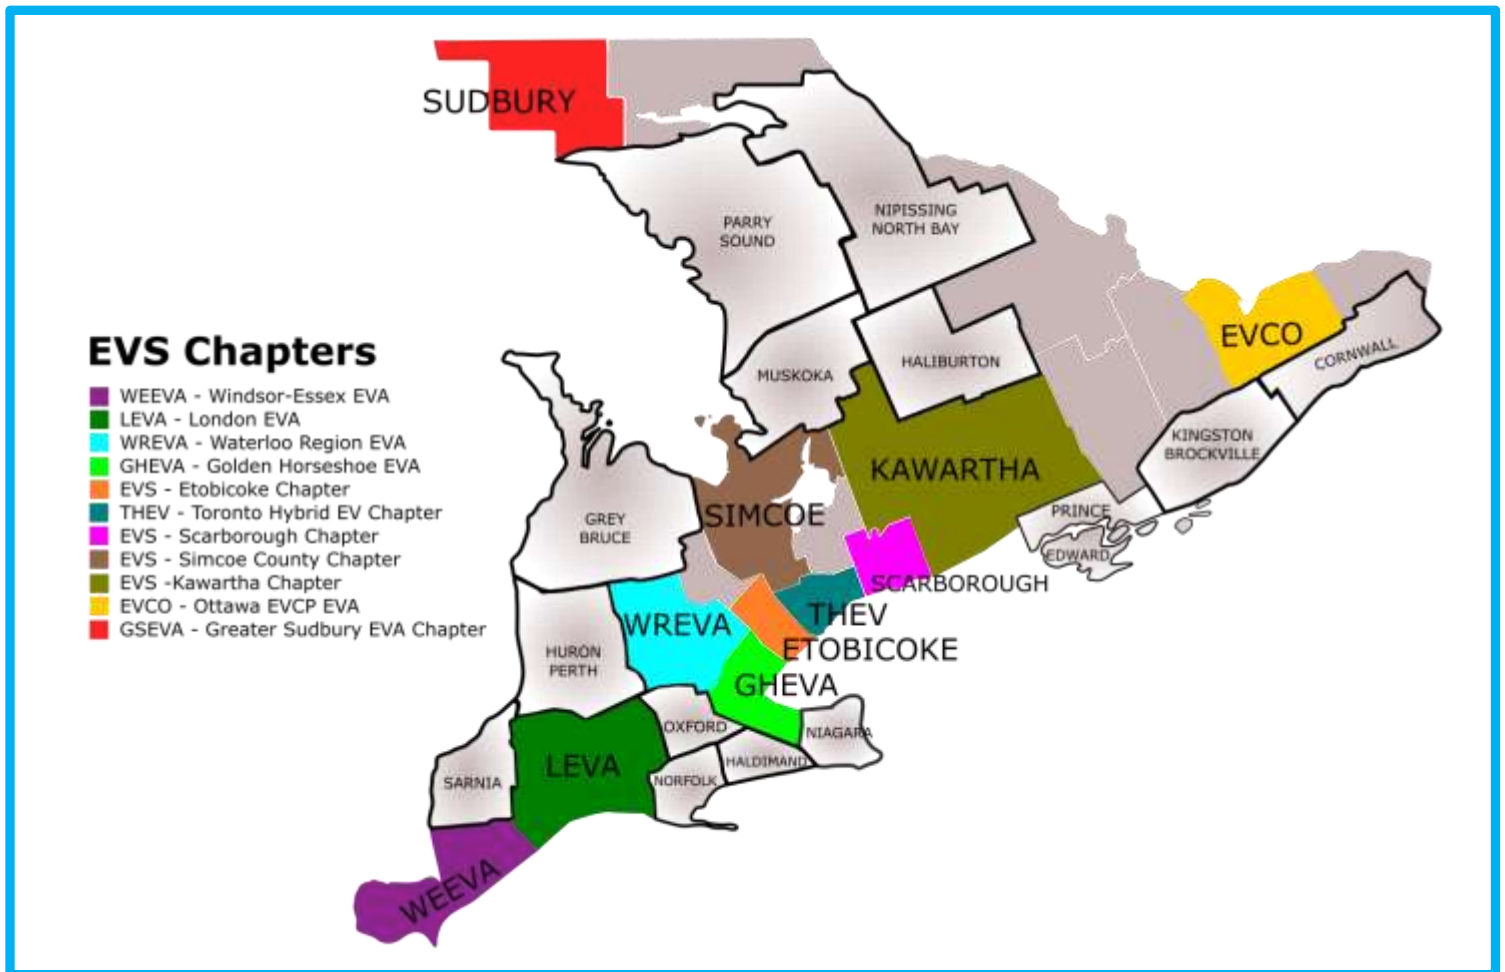 SUDBURY
PARRY
SOUND
NIPISSING
NORTH BAY
EVCO
CORNWALL
HALIBURTON
MUSKOKA
KINGSTON
BROCKVILLE
KAWARTHA
SIMCOE
GREY
BRUCE
PRINCE
EDWARD
SCARBOROUGH
THEV
WREVA
ETOBICOKE
HURON
PERTH
GHEVA
OXFORD
NIAGARA
HALDIMAND
LEVA
NORFOLK
SARNIA
WEEVA
EVS Chapters
WEEVA - Windsor-Essex EVA
LEVA - London EVA
WREVA - Waterloo Region EVA
GHEVA - Golden Horseshoe EVA
EVS - Etobicoke Chapter
THEV - Toronto Hybrid EV Chapter
EVS - Scarborough Chapter
EVS - Simcoe County Chapter
EVS -Kawartha Chapter
EVCO - Ottawa EVCP EVA
GSEVA - Greater Sudbury EVA Chapter